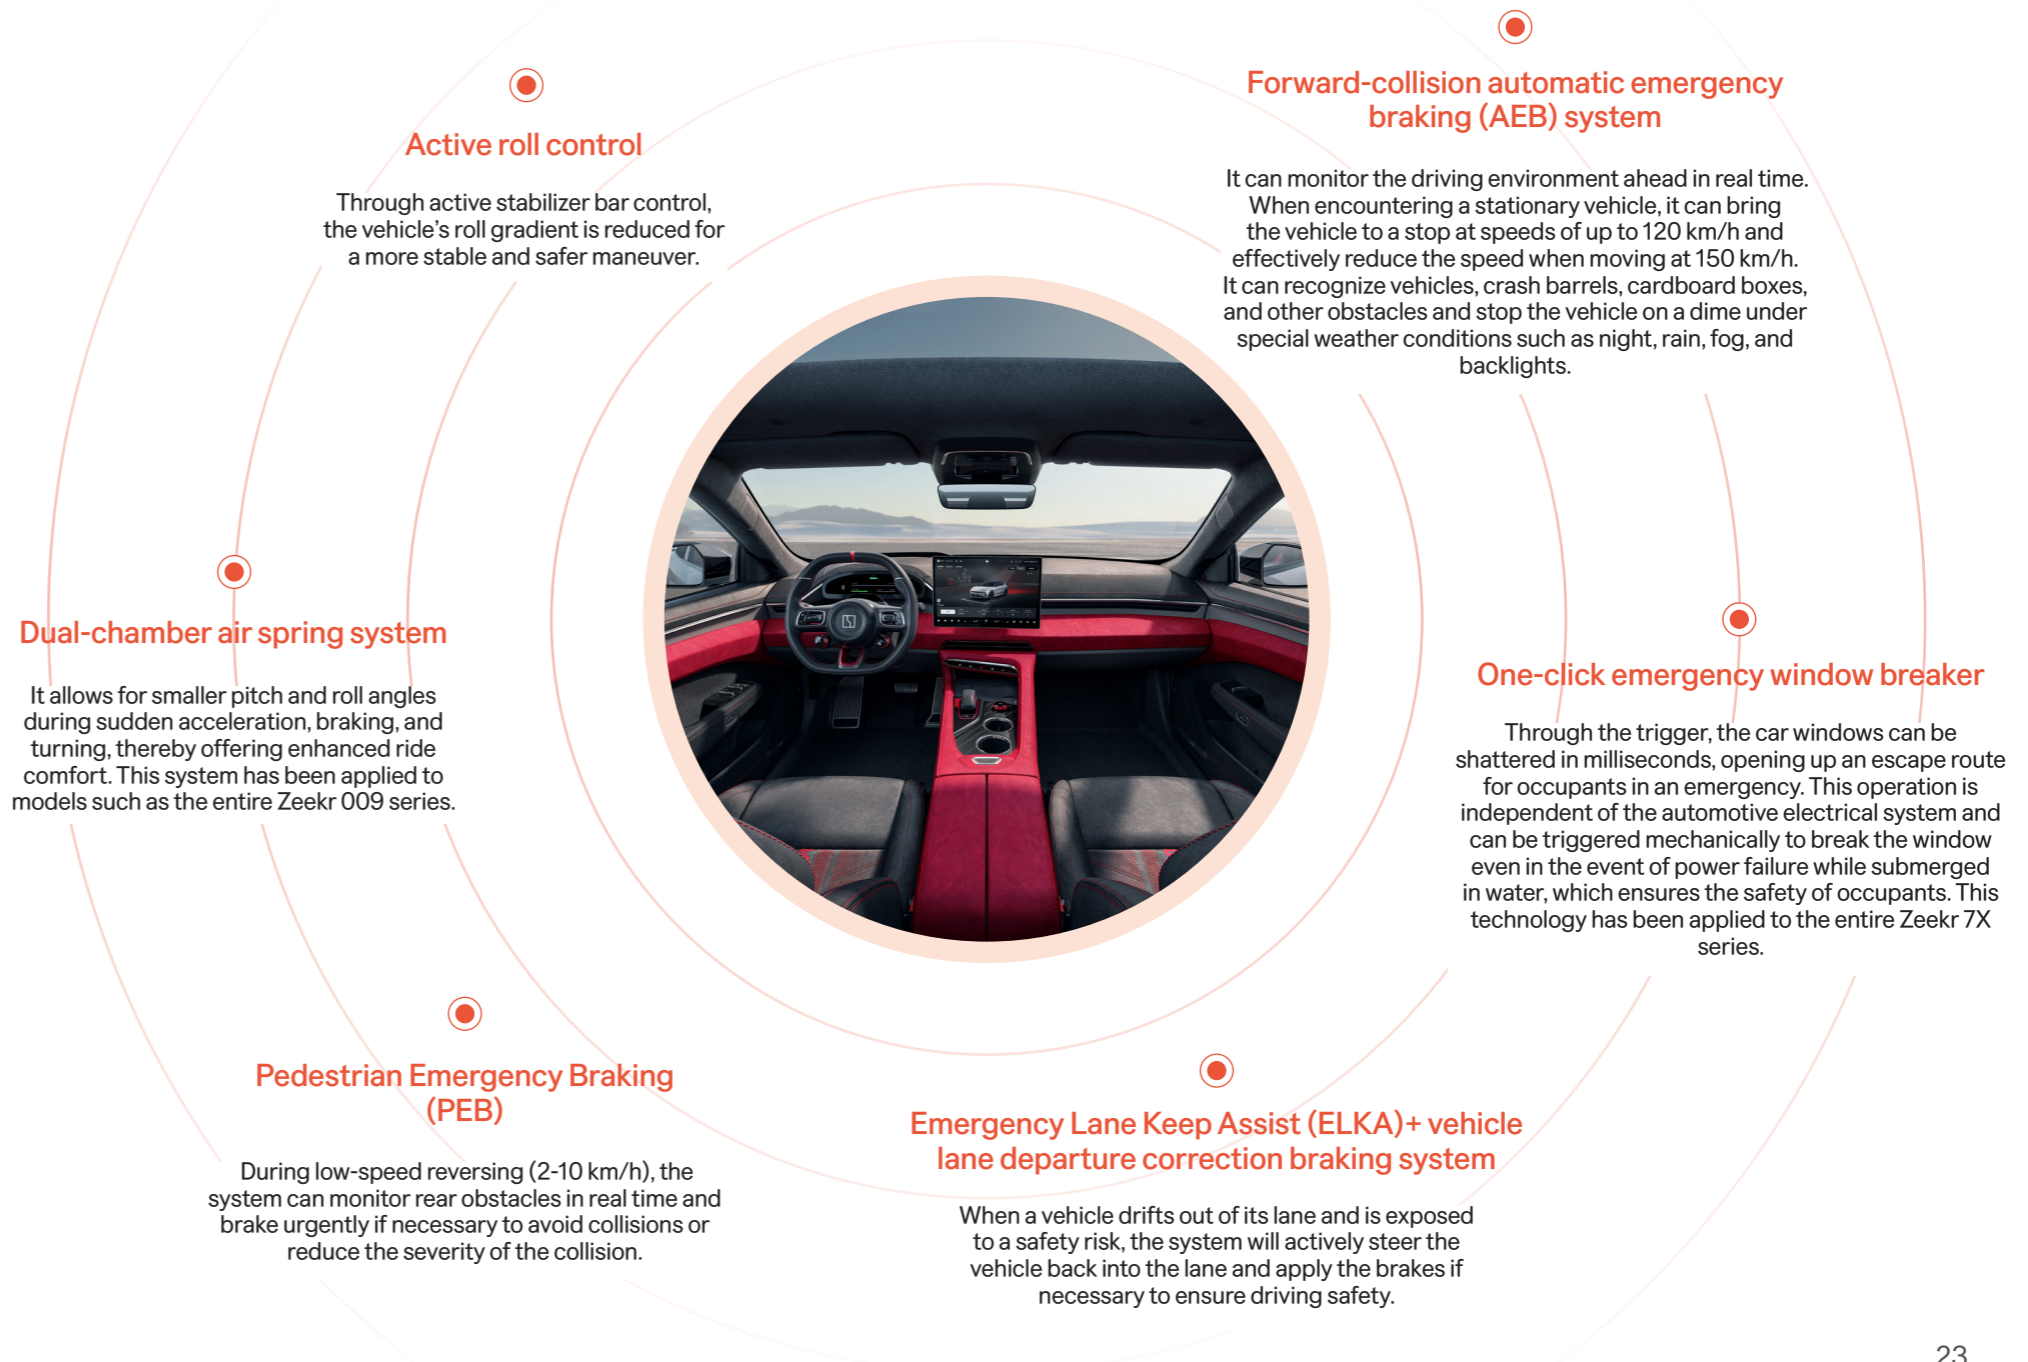 Active roll control
Through active stabilizer bar control,
the vehicle's roll gradient is reduced for
a more stable and safer maneuver.
Forward-collision automatic emergency
braking (AEB) system
It can monitor the driving environment ahead in real time.
When encountering a stationary vehicle, it can bring
the vehicle to a stop at speeds of up to 120 km/h and
effectively reduce the speed when moving at 150 km/h.
It can recognize vehicles, crash barrels, cardboard boxes,
and other obstacles and stop the vehicle on a dime under
special weather conditions such as night, rain, fog, and
backlights.
Dual-chamber air spring system
It allows for smaller pitch and roll angles
during sudden acceleration, braking, and
turning, thereby offering enhanced ride
comfort. This system has been applied to
models such as the entire Zeekr 009 series.
One-click emergency window breaker
Through the trigger, the car windows can be
shattered in milliseconds, opening up an escape route
for occupants in an emergency. This operation is
independent of the automotive electrical system and
can be triggered mechanically to break the window
even in the event of power failure while submerged
in water, which ensures the safety of occupants. This
technology has been applied to the entire Zeekr 7X
series.
Pedestrian Emergency Braking
(PEB)
During low-speed reversing (2-10 km/h), the
system can monitor rear obstacles in real time and
brake urgently if necessary to avoid collisions or
reduce the severity of the collision.
Emergency Lane Keep Assist (ELKA)+ vehicle
lane departure correction braking system
When a vehicle drifts out of its lane and is exposed
to a safety risk, the system will actively steer the
vehicle back into the lane and apply the brakes if
necessary to ensure driving safety.
23